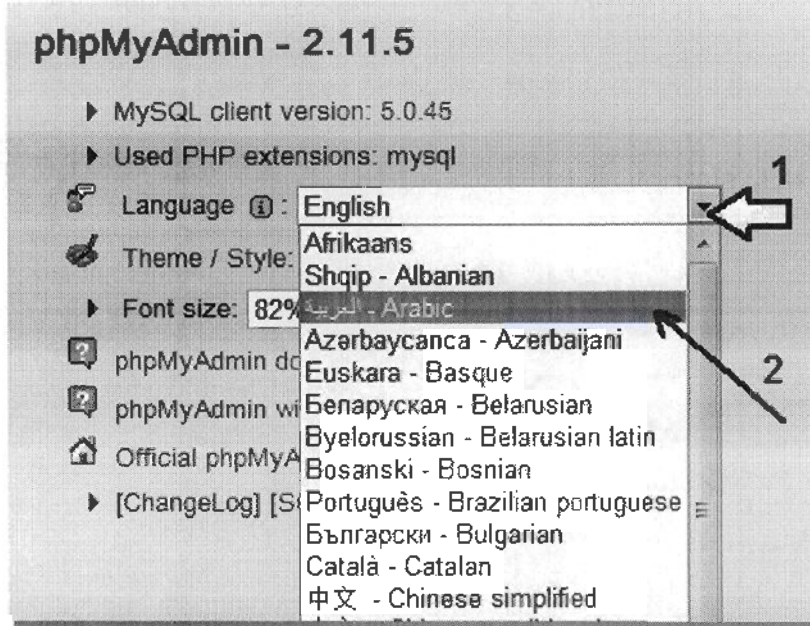 phpMyAdmin - 2.11.5
MySQL client version: 5.0.45
Used PHP extensions: mysql
1
Language : English
Afrikaans
Theme / Style:
Shqip - Albanian
Font size: 82%
العربية - Arabic
Azərbaycanca - Azerbaijani
phpMyAdmin do
2
Euskara - Basque
Беларуская - Belarusian
phpMyAdmin wi
Byelorussian - Belarusian latin
Official phpMyA
Bosanski - Bosnian
[ChangeLog] [S
Português - Brazilian portuguese
Български - Bulgarian
Català - Catalan
中文 - Chinese simplified